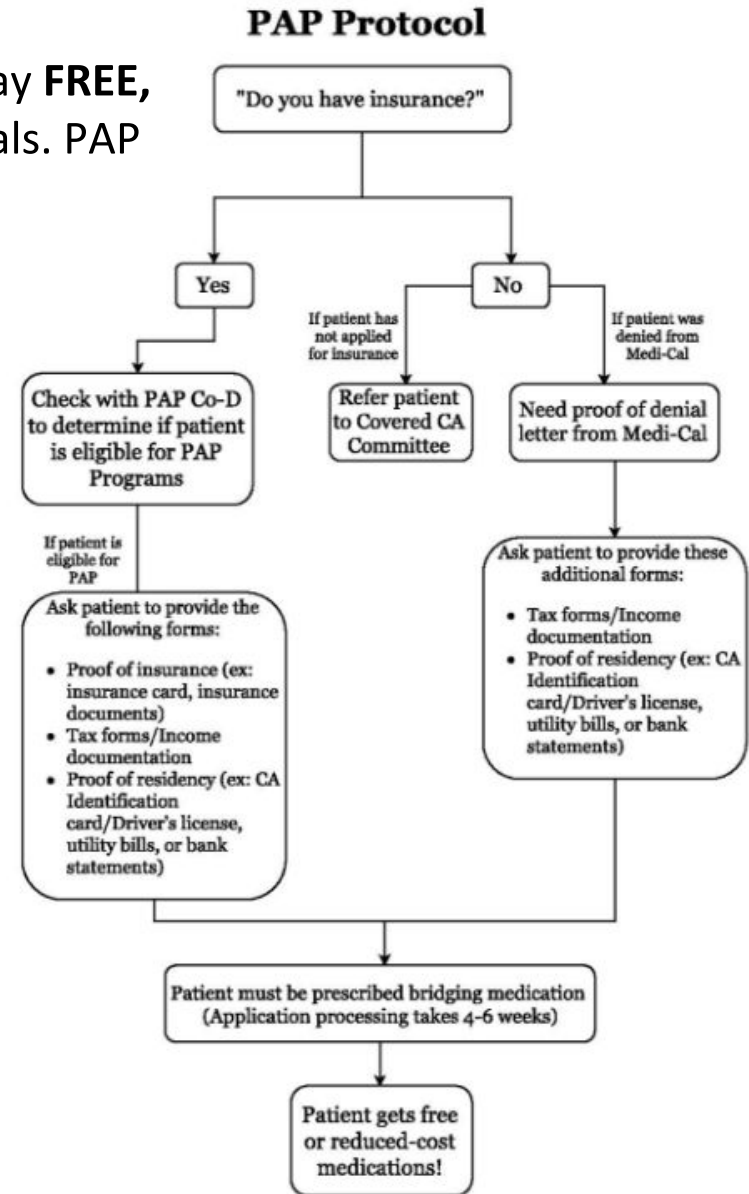 PAP Protocol
ay FREE,
als. PAP
"Do you have insurance?"
Yes
No
If patient has
not applied
for insurance
If patient was
denied from
Medi-Cal
Check with PAP Co-D
to determine if patient
is eligible for PAP
Programs
Refer patient
to Covered CA
Committee
Need proof of denial
letter from Medi-Cal
If patient is
eligible for
PAP
Ask patient to provide the
following forms:
• Proof of insurance (ex:
insurance card, insurance
documents)
• Tax forms/Income
documentation
• Proof of residency (ex: CA
Identification
card/Driver's license,
utility bills, or bank
statements)
Ask patient to provide these
additional forms:
• Tax forms/Income
documentation
• Proof of residency (ex: CA
Identification
card/Driver's license,
utility bills, or bank
statements)
Patient must be prescribed bridging medication
(Application processing takes 4-6 weeks)
Patient gets free
or reduced-cost
medications!